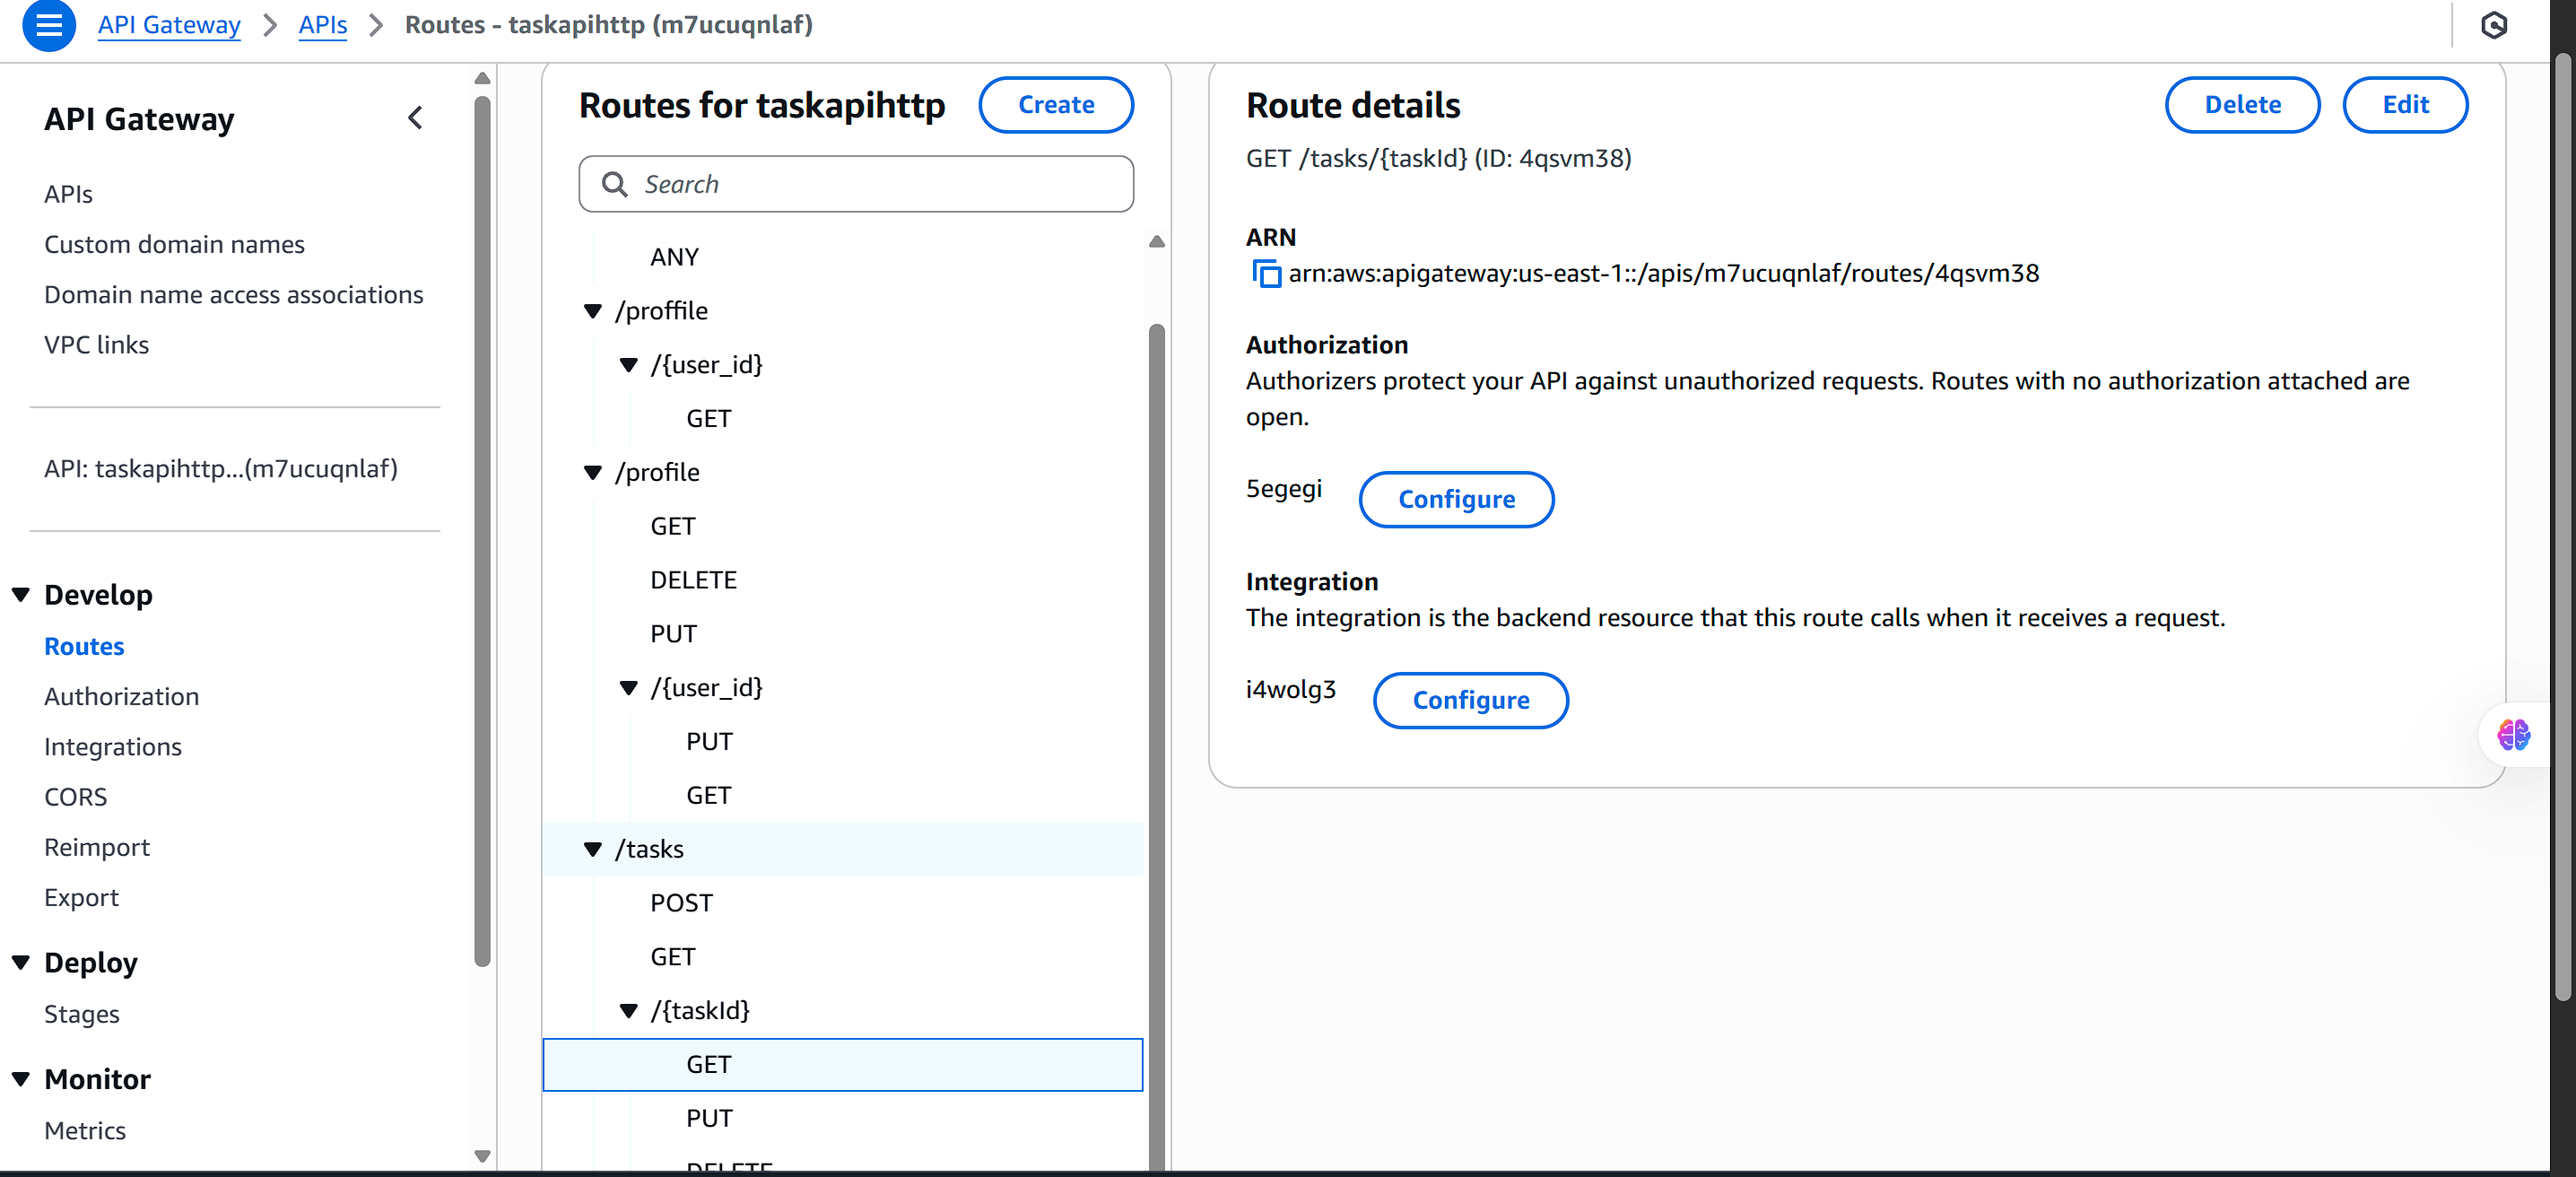 API Gateway > APIs > Routes - taskapihttp (m7ucuqnlaf)
API Gateway
APIs
Custom domain names
Domain name access associations
VPC links
API: taskapihttp...(m7ucuqnlaf)
Develop
Routes
Authorization
Integrations
CORS
Reimport
Export
Deploy
Stages
Monitor
Metrics
Routes for taskapihttp
Create
Search
ANY
/proffile
/{user_id}
GET
/profile
GET
DELETE
PUT
/{user_id}
PUT
GET
/tasks
POST
GET
/{taskId}
GET
PUT
DELETE
Route details
Delete
Edit
GET /tasks/{taskId} (ID: 4qsvm38)
ARN
arn:aws:apigateway:us-east-1::/apis/m7ucuqnlaf/routes/4qsvm38
Authorization
Authorizers protect your API against unauthorized requests. Routes with no authorization attached are
open.
5egegi
Configure
Integration
The integration is the backend resource that this route calls when it receives a request.
i4wolg3
Configure